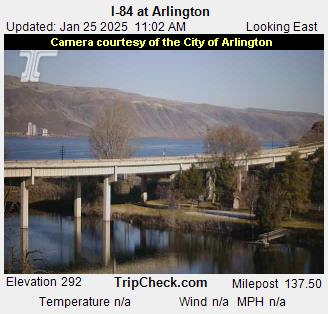 I-84 at Arlington
Updated: Jan 25 2025 11:02 AM Looking East
Camera courtesy of the City of Arlington
Elevation 292 TripCheck.com Milepost 137.50
Temperature n/a Wind n/a MPH n/a